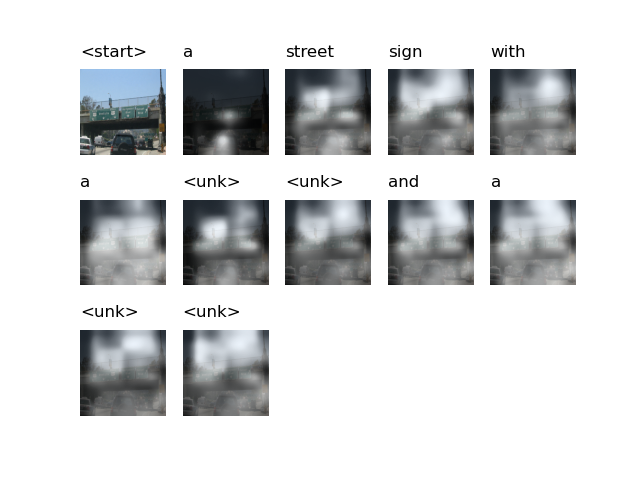 <start> a street sign with
a <unk> <unk> and a
<unk> <unk>